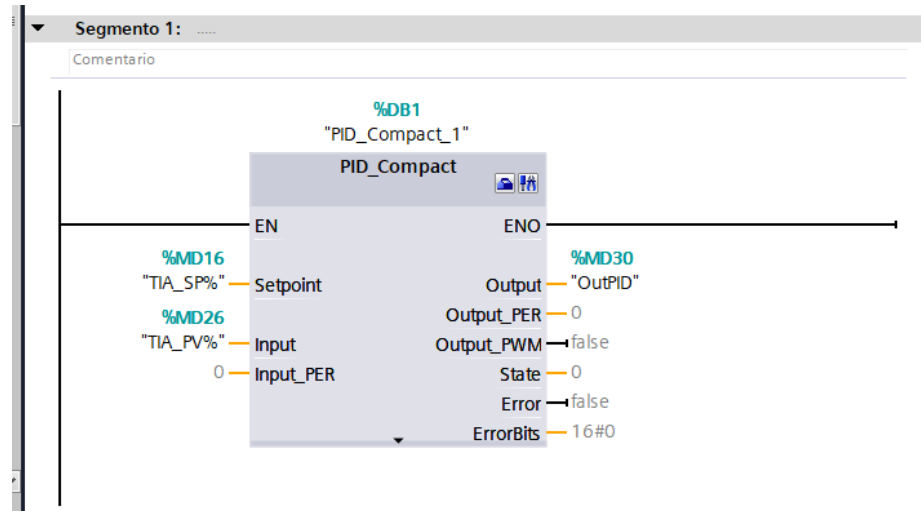 Segmento 1: .....
Comentario
%DB1
"PID_Compact_1"
PID_Compact
EN ENO
%MD16 %MD30
"TIA_SP%" Setpoint Output "OutPID"
%MD26 Output_PER 0
"TIA_PV%" Input Output_PWM false
0 Input_PER State 0
Error false
ErrorBits 16#0